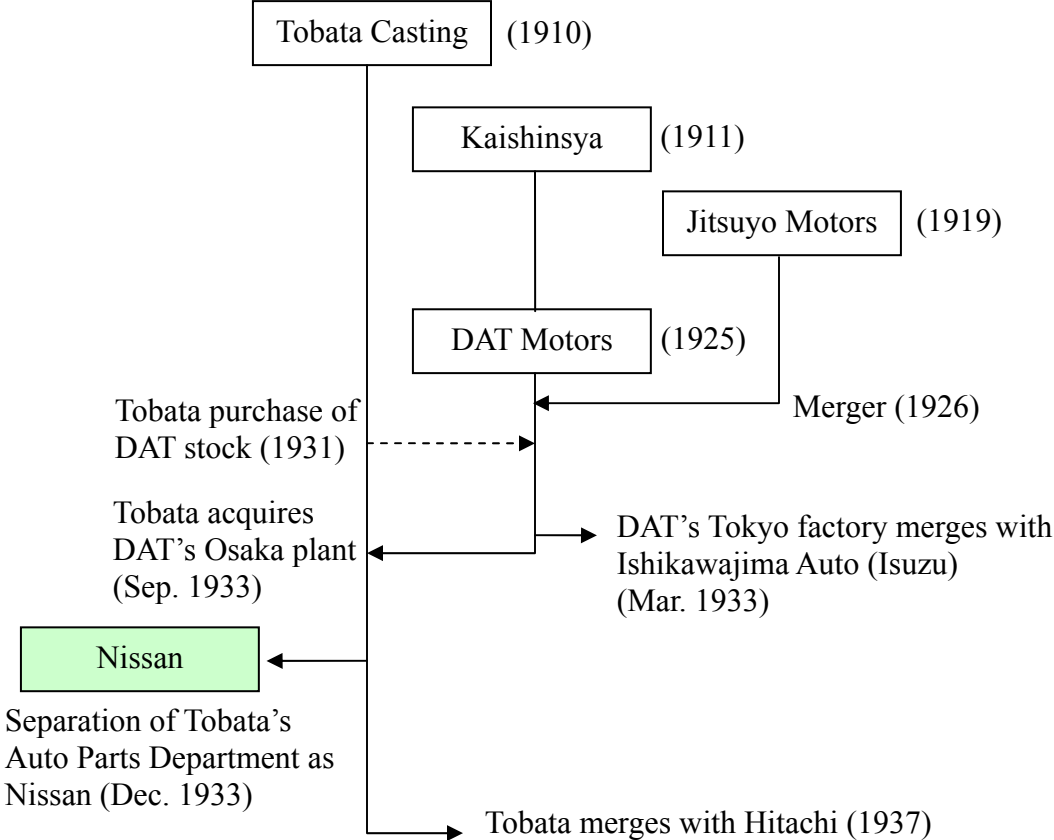 Tobata Casting (1910)
Kaishinsya (1911)
Jitsuyo Motors (1919)
DAT Motors (1925)
Merger (1926)
Tobata purchase of
DAT stock (1931)
Tobata acquires
DAT's Osaka plant
(Sep. 1933)
DAT's Tokyo factory merges with
Ishikawajima Auto (Isuzu)
(Mar. 1933)
Nissan
Separation of Tobata's
Auto Parts Department as
Nissan (Dec. 1933)
Tobata merges with Hitachi (1937)